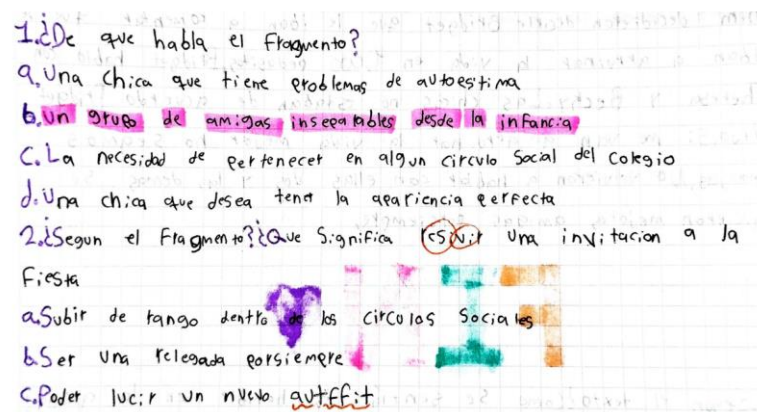 1.¿De que habla el Fragmento?
a. Una chica que tiene problemas de autoestima
b. Un grupo de amigas inseparables desde la infancia
C. La necesidad de pertenecer en algun circulo Social del colegio
d. Una chica que desea tener la apariencia perfecta
2.¿Segun el Fragmento?¿Que Significa resivir una invitacion a la
Fiesta
a. Subir de rango dentro de los circulos Sociales
b. Ser una relegada porsiempre
C. Poder lucir un nuevo autffit